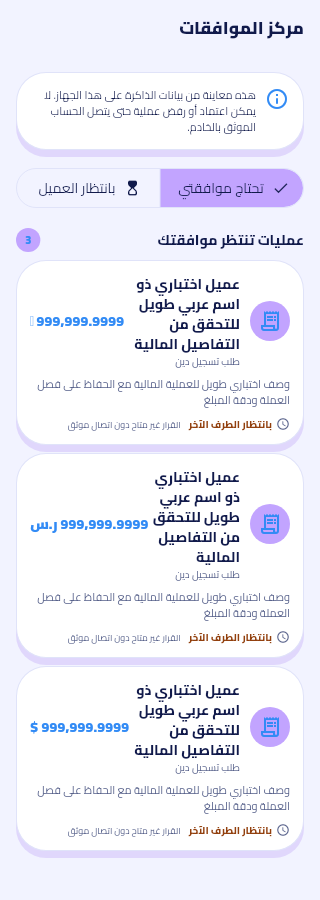 مركز الموافقات
هذه معاينة من بيانات الذاكرة على هذا الجهاز. لا
يمكن اعتماد أو رفض عملية حتى يتصل الحساب
الموثق بالخادم.
تحتاج موافقتي
بانتظار العميل
عمليات تنتظر موافقتك
3
عميل اختباري ذو
اسم عربي طويل
للتحقق من
التفاصيل المالية
999,999.9999
طلب تسجيل دين
وصف اختباري طويل للعملية المالية مع الحفاظ على فصل
العملة ودقة المبلغ
بانتظار الطرف الآخر القرار غير متاح دون اتصال موثق
عميل اختباري
ذو اسم عربي
طويل للتحقق
من التفاصيل
المالية
999,999.9999 ر.س
طلب تسجيل دين
وصف اختباري طويل للعملية المالية مع الحفاظ على فصل
العملة ودقة المبلغ
بانتظار الطرف الآخر القرار غير متاح دون اتصال موثق
عميل اختباري ذو
اسم عربي طويل
للتحقق من
التفاصيل المالية
999,999.9999 $
طلب تسجيل دين
وصف اختباري طويل للعملية المالية مع الحفاظ على فصل
العملة ودقة المبلغ
بانتظار الطرف الآخر القرار غير متاح دون اتصال موثق